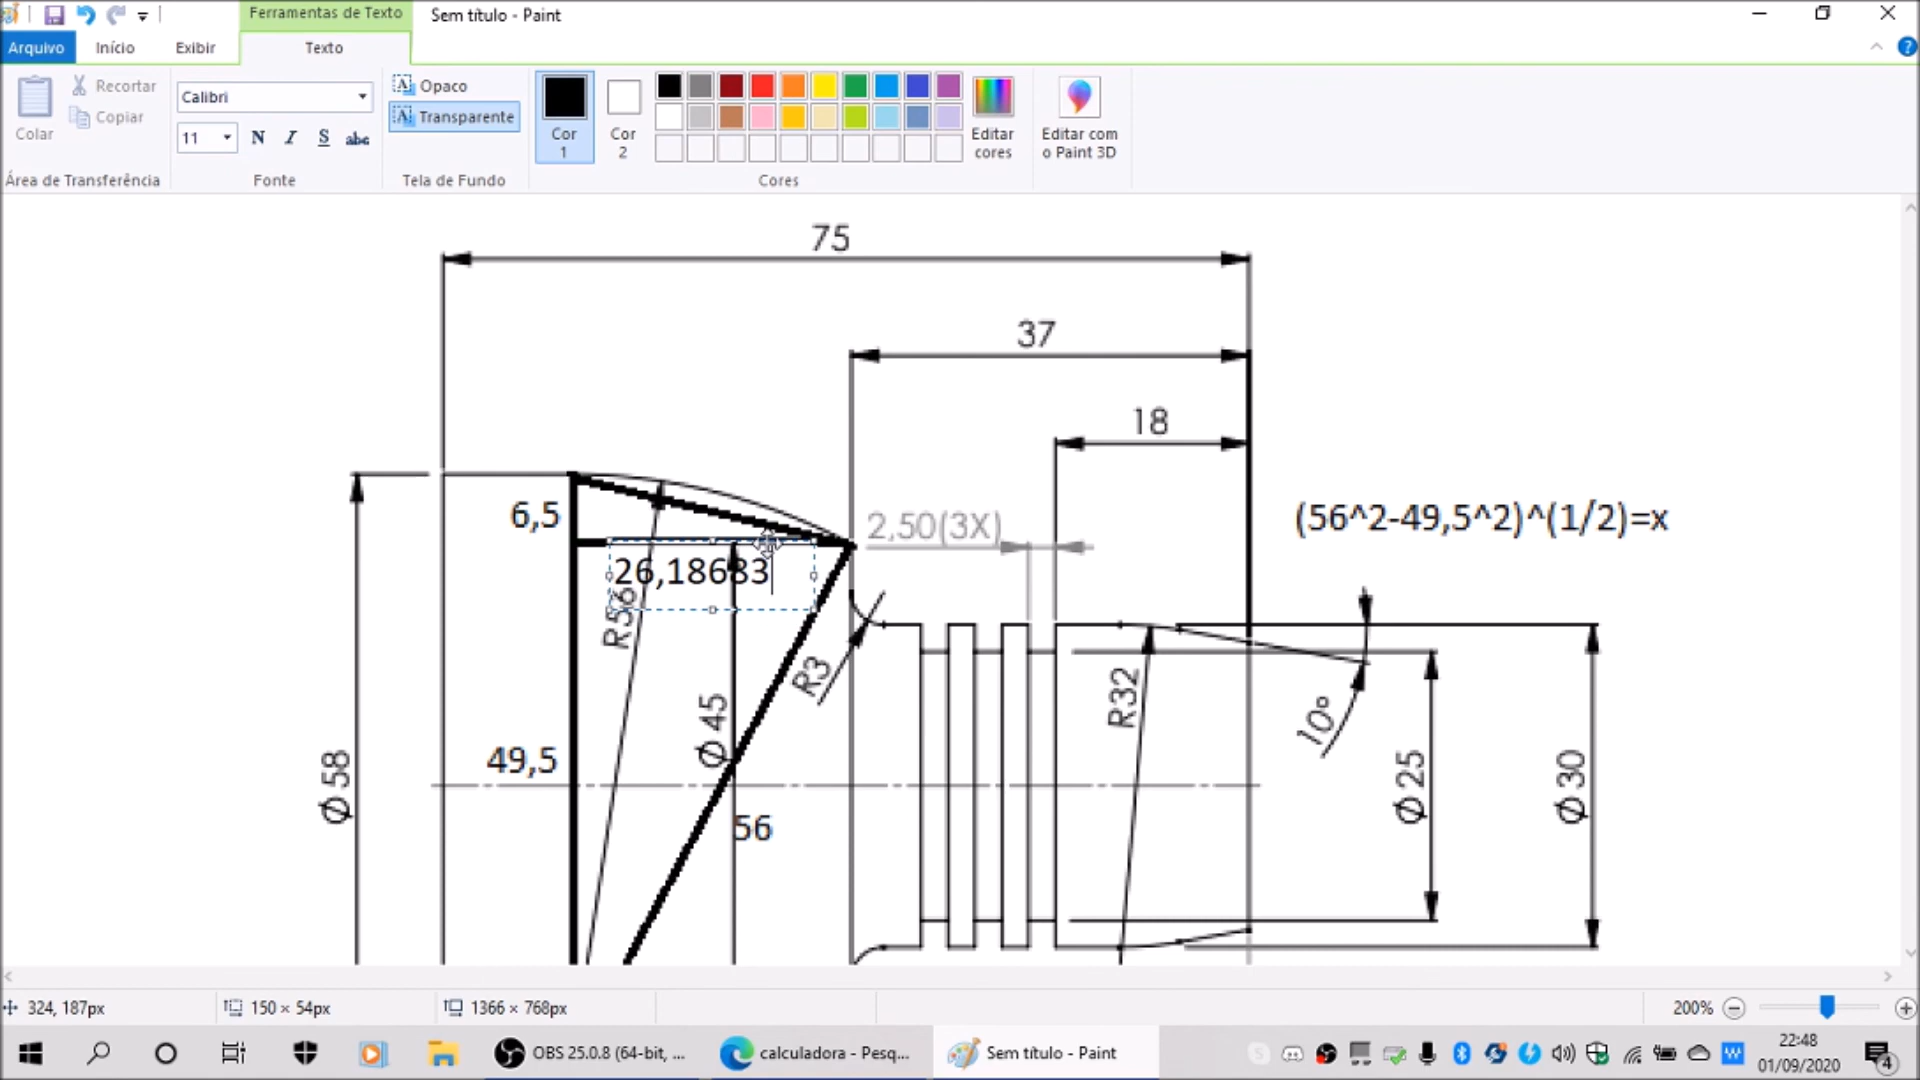 Ferramentas de Texto
Sem título - Paint
Arquivo
Início
Exibir
Texto
Colar
Recortar
Copiar
Área de Transferência
Calibri
11
N
I
S
abc
Fonte
Opaco
Transparente
Tela de Fundo
Cor
1
Cor
2
Cores
Editar
cores
Editar com
o Paint 3D
75
37
18
6,5
2,50(3X)
(56^2-49,5^2)^(1/2)=x
26,18683
R56
R3
R32
10º
Ø 45
49,5
Ø 58
Ø 25
Ø 30
56
324, 187px
150 × 54px
1366 × 768px
200%
OBS 25.0.8 (64-bit, ...
calculadora - Pesq...
Sem título - Paint
W
22:48
01/09/2020
4